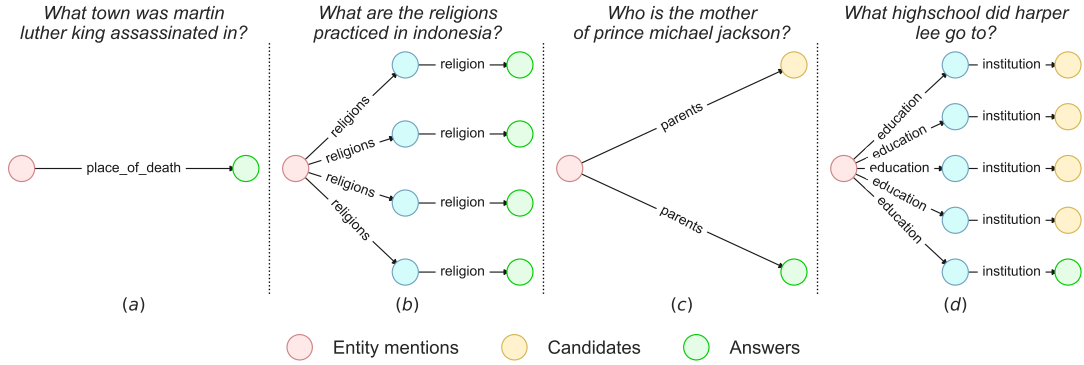 What town was martin
luther king assassinated in?
place_of_death
(a)
What are the religions
practiced in indonesia?
religions
religion
religions
religion
religions
religion
religions
religion
(b)
Who is the mother
of prince michael jackson?
parents
parents
(c)
What highschool did harper
lee go to?
education
institution
education
institution
education
institution
education
institution
education
institution
(d)
Entity mentions
Candidates
Answers